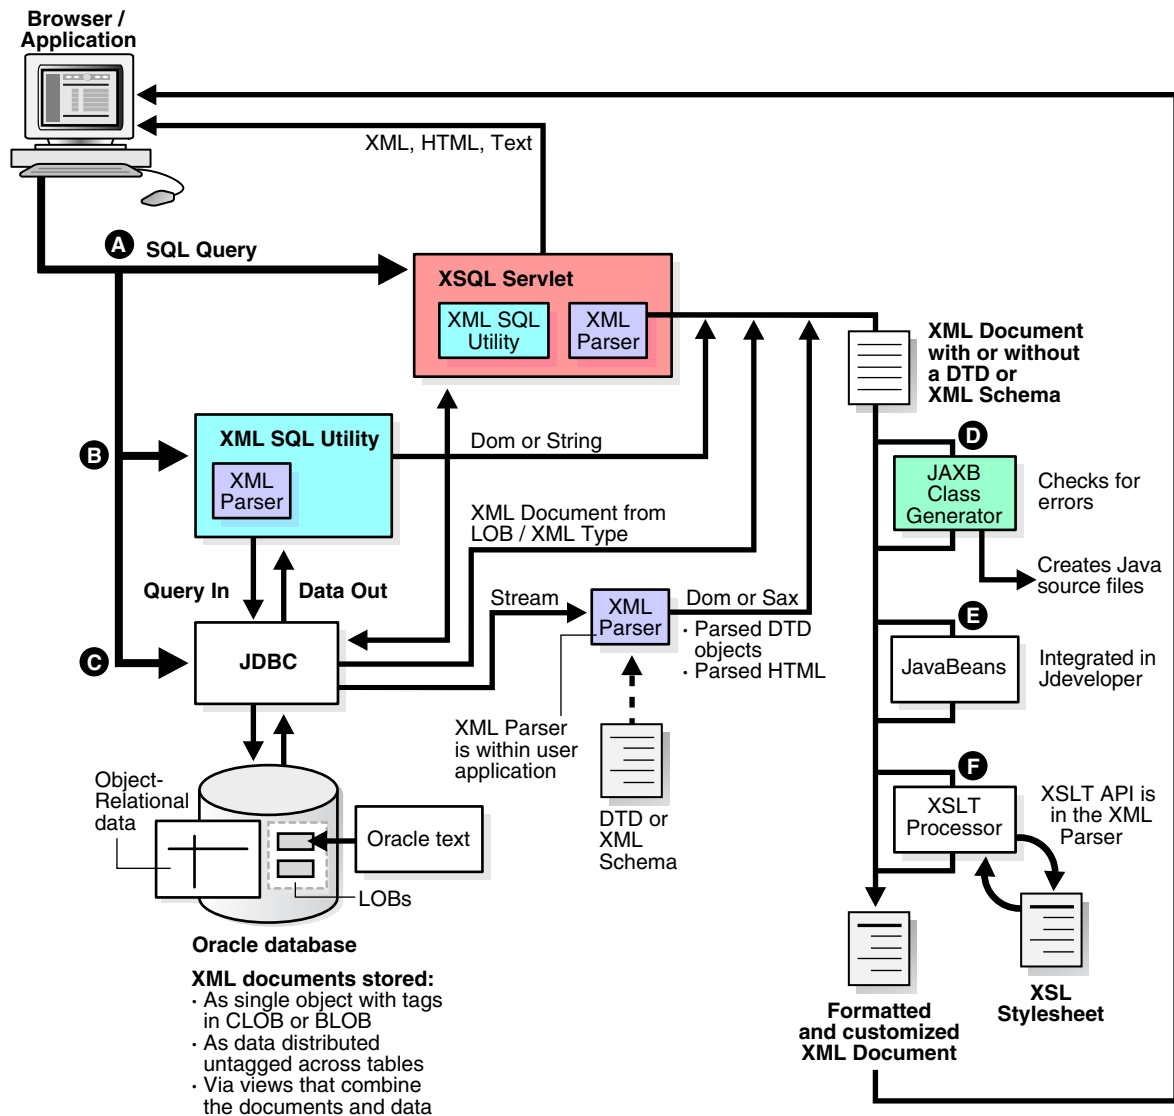 Browser /
Application
XML, HTML, Text
A
SQL Query
XSQL Servlet
XML SQL
Utility
XML
Parser
XML Document
with or without
a DTD or
XML Schema
B
XML SQL Utility
XML
Parser
Dom or String
D
JAXB
Class
Generator
Checks for
errors
XML Document from
LOB / XML Type
Creates Java
source files
Query In
Data Out
Stream
XML
Parser
Dom or Sax
· Parsed DTD
objects
· Parsed HTML
C
JDBC
E
JavaBeans
Integrated in
Jdeveloper
XML Parser
is within user
application
DTD or
XML
Schema
F
XSLT
Processor
XSLT API is
in the XML
Parser
Object-
Relational
data
Oracle text
LOBs
Oracle database
XML documents stored:
· As single object with tags
in CLOB or BLOB
· As data distributed
untagged across tables
· Via views that combine
the documents and data
Formatted
and customized
XML Document
XSL
Stylesheet